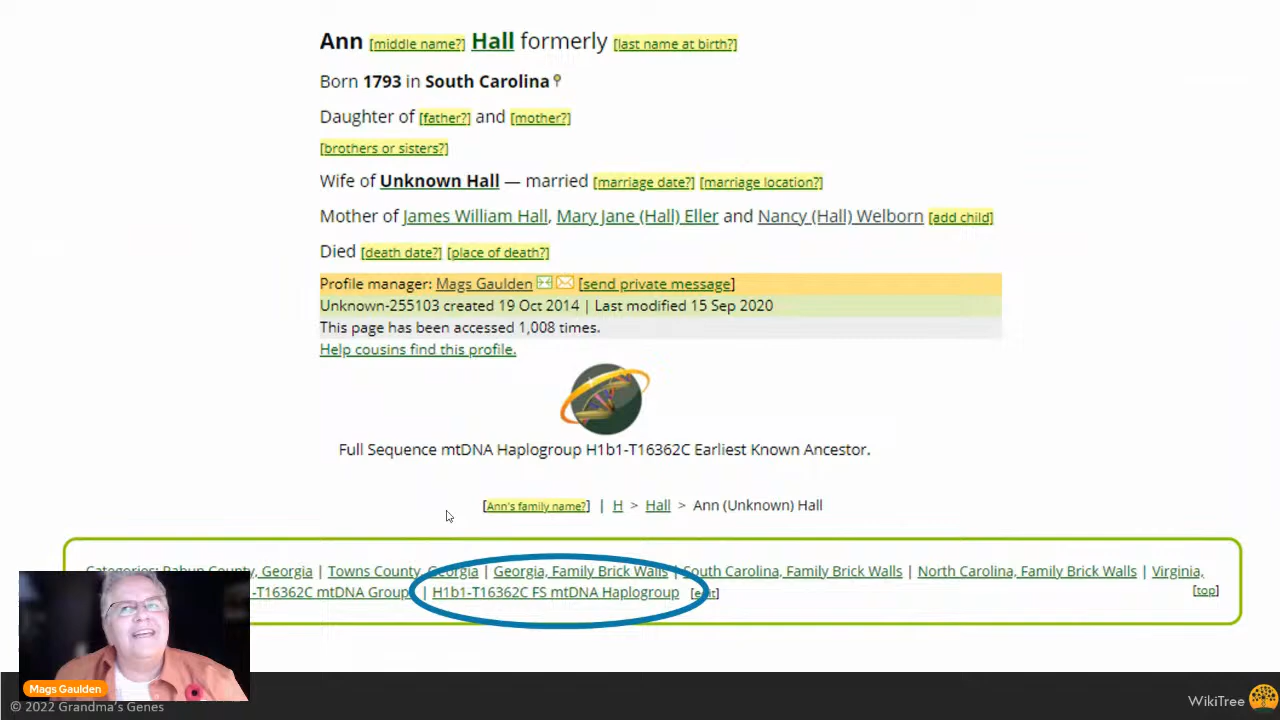 Ann [middle name?] Hall formerly [last name at birth?]
Born 1793 in South Carolina
Daughter of [father?] and [mother?]
[brothers or sisters?]
Wife of Unknown Hall — married [marriage date?] [marriage location?]
Mother of James William Hall, Mary Jane (Hall) Eller and Nancy (Hall) Welborn [add child]
Died [death date?] [place of death?]
Profile manager: Mags Gaulden [send private message]
Unknown-255103 created 19 Oct 2014 | Last modified 15 Sep 2020
This page has been accessed 1,008 times.
Help cousins find this profile.
Full Sequence mtDNA Haplogroup H1b1-T16362C Earliest Known Ancestor.
[Ann's family name?] | H > Hall > Ann (Unknown) Hall
Categories: Rabun County, Georgia | Towns County, Georgia | Georgia, Family Brick Walls | South Carolina, Family Brick Walls | North Carolina, Family Brick Walls | Virginia,
-T16362C mtDNA Group | H1b1-T16362C FS mtDNA Haplogroup [edit] [top]
Mags Gaulden
© 2022 Grandma's Genes
WikiTree